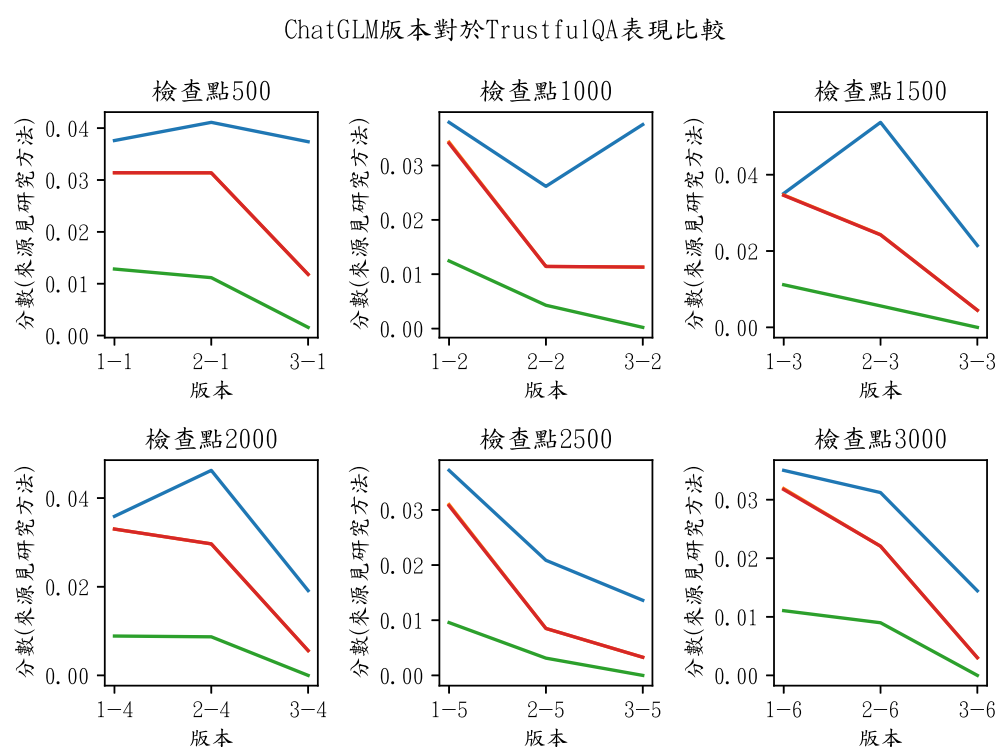 ChatGLM版本對於TrustfulQA表現比較
檢查點500
檢查點1000
檢查點1500
分數(來源見研究方法)
0.04
0.03
0.02
0.01
0.00
1-1 2-1 3-1
版本
分數(來源見研究方法)
0.03
0.02
0.01
0.00
1-2 2-2 3-2
版本
分數(來源見研究方法)
0.04
0.02
0.00
1-3 2-3 3-3
版本
檢查點2000
檢查點2500
檢查點3000
分數(來源見研究方法)
0.04
0.02
0.00
1-4 2-4 3-4
版本
分數(來源見研究方法)
0.03
0.02
0.01
0.00
1-5 2-5 3-5
版本
分數(來源見研究方法)
0.03
0.02
0.01
0.00
1-6 2-6 3-6
版本